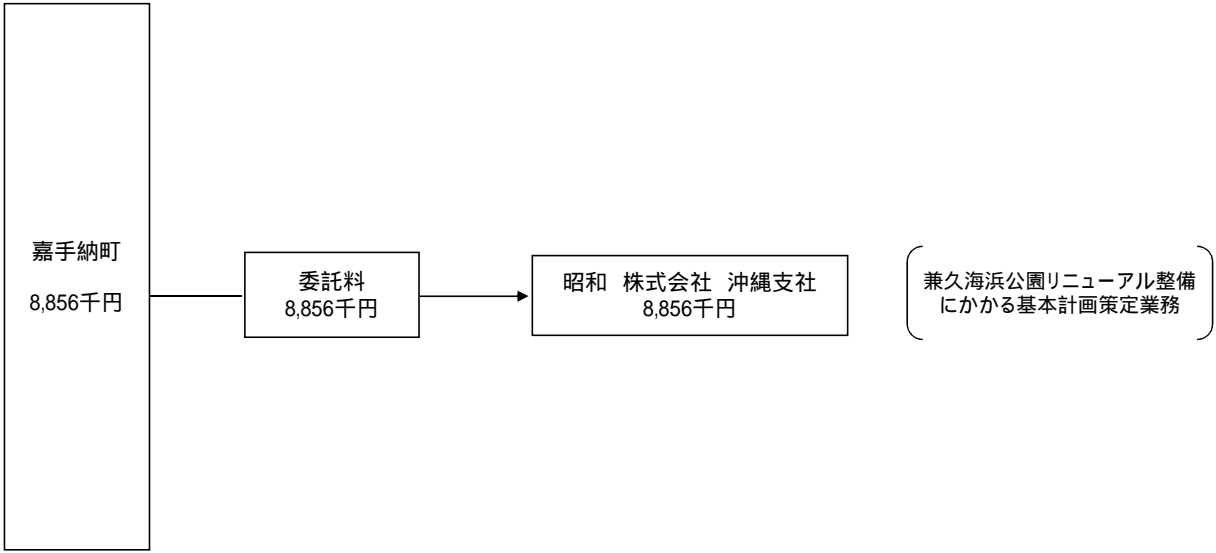 嘉手納町
8,856千円
委託料
8,856千円
昭和　株式会社　沖縄支社
8,856千円
兼久海浜公園リニューアル整備
にかかる基本計画策定業務